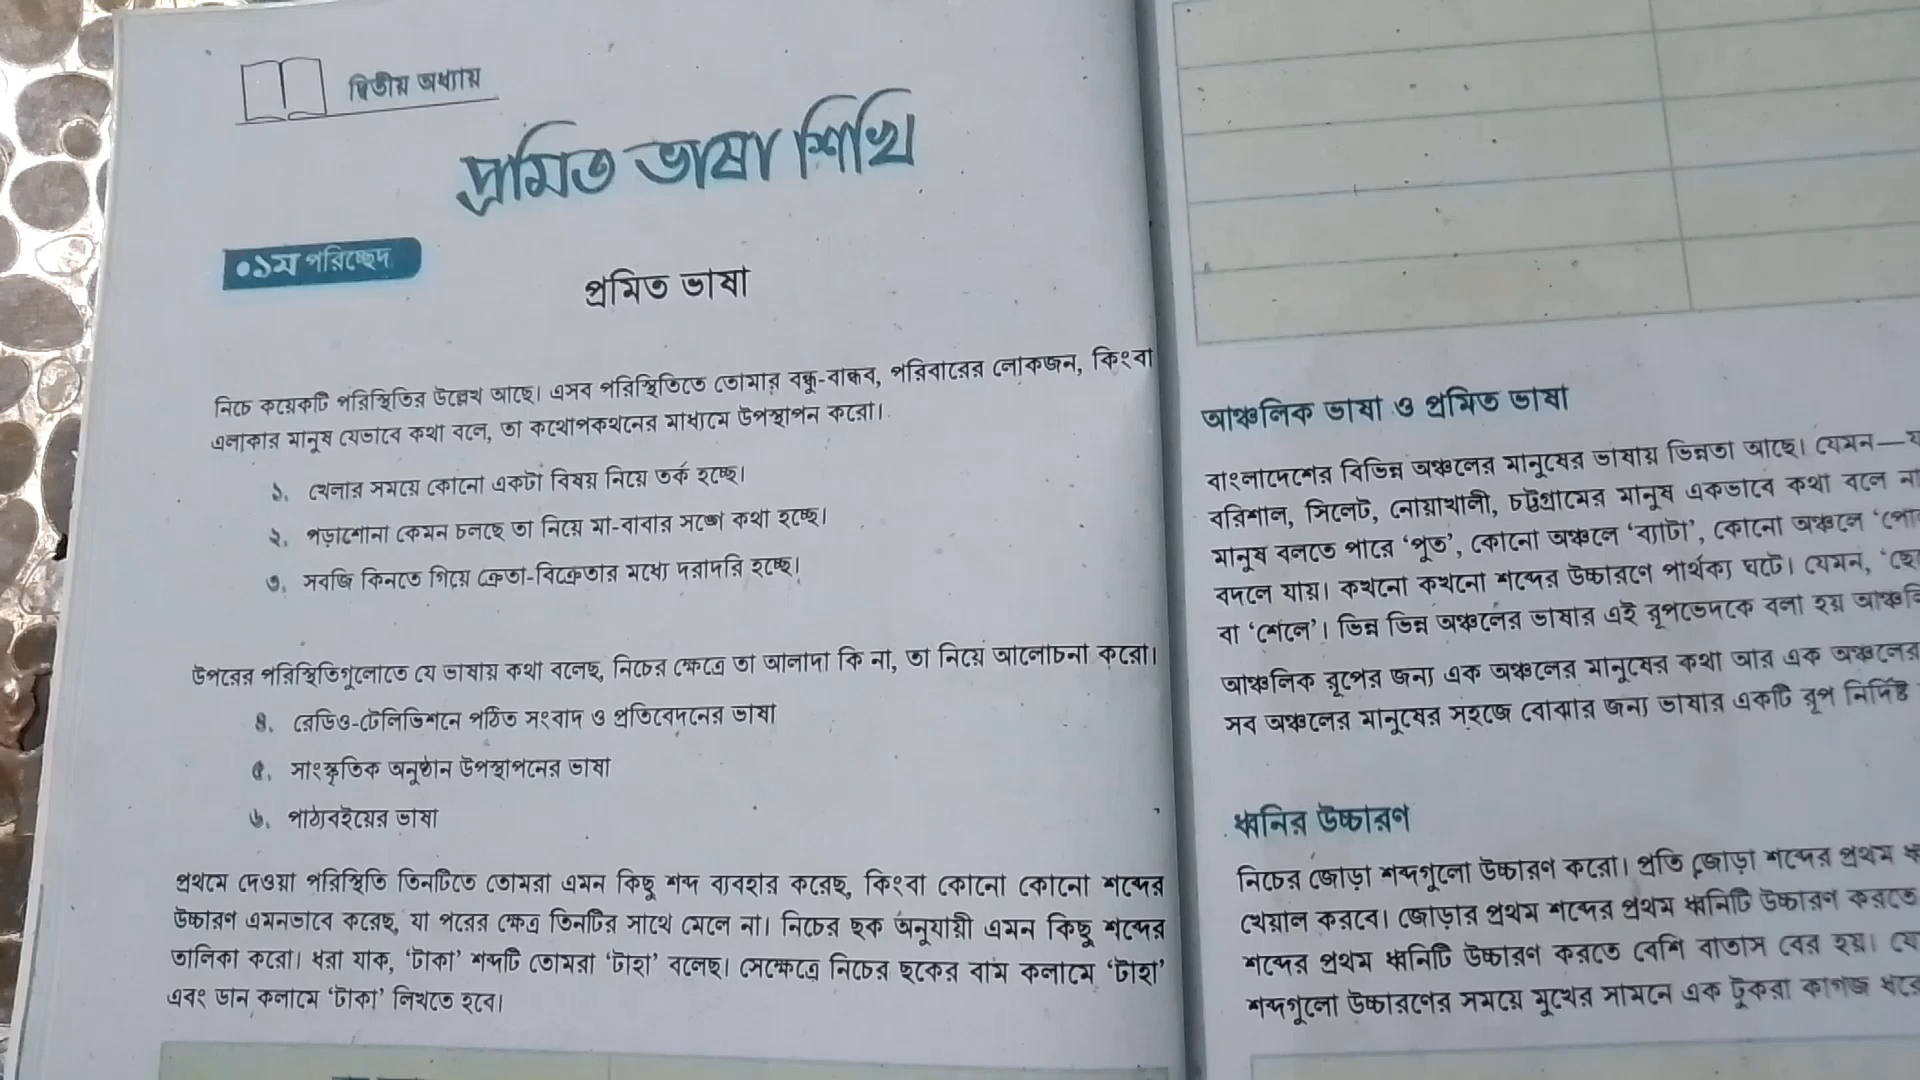 দ্বিতীয় অধ্যায়
প্রমিত ভাষা শিখি
১ম পরিচ্ছেদ
প্রমিত ভাষা
নিচে কয়েকটি পরিস্থিতির উল্লেখ আছে। এসব পরিস্থিতিতে তোমার বন্ধু-বান্ধব, পরিবারের লোকজন, কিংবা
এলাকার মানুষ যেভাবে কথা বলে, তা কথোপকথনের মাধ্যমে উপস্থাপন করো।
১. খেলার সময়ে কোনো একটা বিষয় নিয়ে তর্ক হচ্ছে।
২. পড়াশোনা কেমন চলছে তা নিয়ে মা-বাবার সঙ্গে কথা হচ্ছে।
৩. সবজি কিনতে গিয়ে ক্রেতা-বিক্রেতার মধ্যে দরাদরি হচ্ছে।
উপরের পরিস্থিতিগুলোতে যে ভাষায় কথা বলেছ, নিচের ক্ষেত্রে তা আলাদা কি না, তা নিয়ে আলোচনা করো।
৪. রেডিও-টেলিভিশনে পঠিত সংবাদ ও প্রতিবেদনের ভাষা
৫. সাংস্কৃতিক অনুষ্ঠান উপস্থাপনের ভাষা
৬. পাঠ্যবইয়ের ভাষা
প্রথমে দেওয়া পরিস্থিতি তিনটিতে তোমরা এমন কিছু শব্দ ব্যবহার করেছ, কিংবা কোনো কোনো শব্দের
উচ্চারণ এমনভাবে করেছ, যা পরের ক্ষেত্র তিনটির সাথে মেলে না। নিচের ছক অনুযায়ী এমন কিছু শব্দের
তালিকা করো। ধরা যাক, ‘টাকা’ শব্দটি তোমরা ‘টাহা’ বলেছ। সেক্ষেত্রে নিচের ছকের বাম কলামে ‘টাহা’
এবং ডান কলামে ‘টাকা’ লিখতে হবে।
আঞ্চলিক ভাষা ও প্রমিত ভাষা
বাংলাদেশের বিভিন্ন অঞ্চলের মানুষের ভাষায় ভিন্নতা আছে। যেমন—
বরিশাল, সিলেট, নোয়াখালী, চট্টগ্রামের মানুষ একভাবে কথা বলে না
মানুষ বলতে পারে ‘পুত’, কোনো অঞ্চলে ‘ব্যাটা’, কোনো অঞ্চলে
বদলে যায়। কখনো কখনো শব্দের উচ্চারণে পার্থক্য ঘটে। যেমন,
বা ‘শেলে’। ভিন্ন ভিন্ন অঞ্চলের ভাষার এই রূপভেদকে বলা হয়
আঞ্চলিক রূপের জন্য এক অঞ্চলের মানুষের কথা আর এক অঞ্চলের
সব অঞ্চলের মানুষের সহজে বোঝার জন্য ভাষার একটি রূপ নির্দিষ্ট
ধ্বনির উচ্চারণ
নিচের জোড়া শব্দগুলো উচ্চারণ করো। প্রতি জোড়া শব্দের প্রথম
খেয়াল করবে। জোড়ার প্রথম শব্দের প্রথম ধ্বনিটি উচ্চারণ করতে
শব্দের প্রথম ধ্বনিটি উচ্চারণ করতে বেশি বাতাস বের হয়।
শব্দগুলো উচ্চারণের সময়ে মুখের সামনে এক টুকরা কাগজ